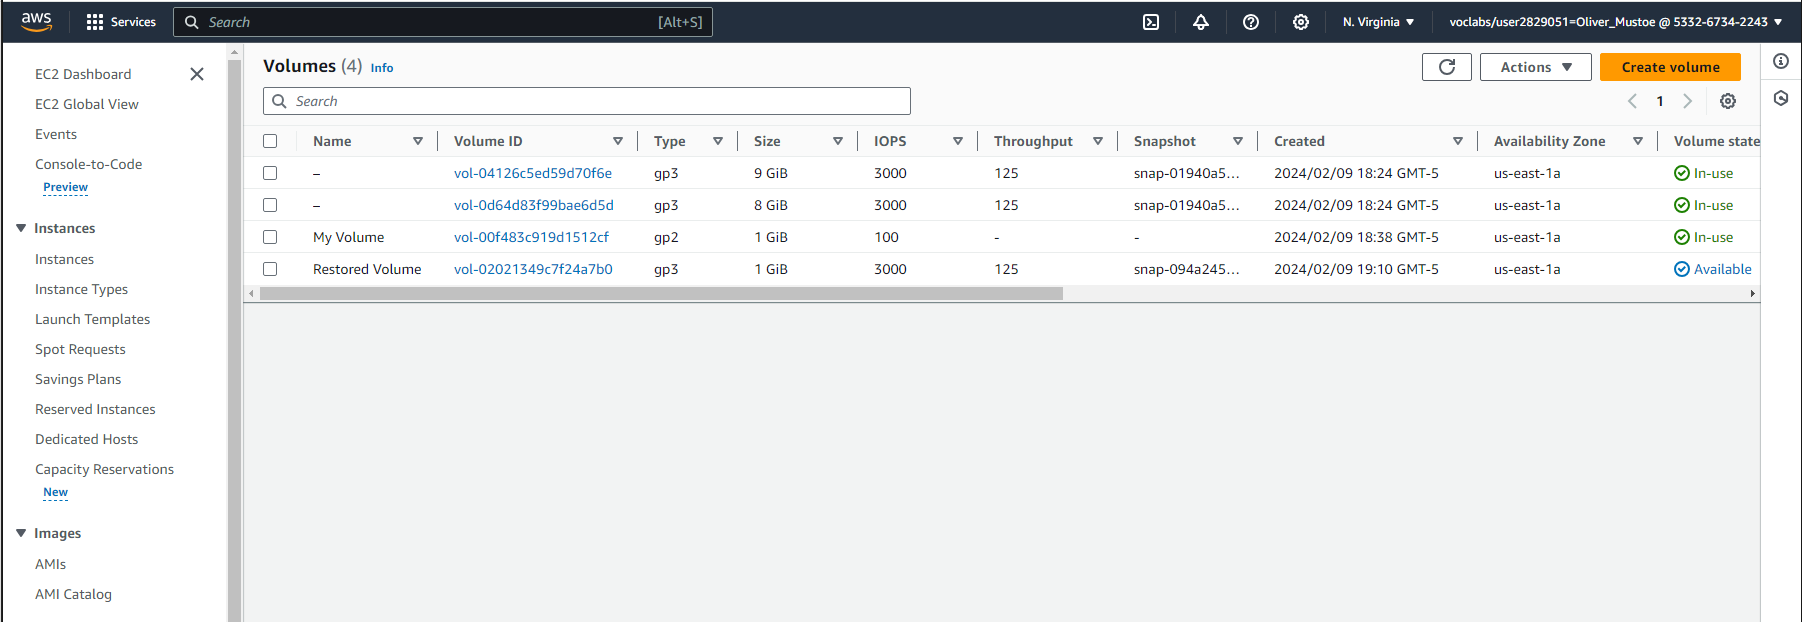 aws Services Search [Alt+S] N. Virginia voclabs/user2829051=Oliver_Mustoe @ 5332-6734-2243
EC2 Dashboard
EC2 Global View
Events
Console-to-Code
Preview
Instances
Instances
Instance Types
Launch Templates
Spot Requests
Savings Plans
Reserved Instances
Dedicated Hosts
Capacity Reservations
New
Images
AMIs
AMI Catalog
Volumes (4) Info Actions Create volume
Search 1
Name Volume ID Type Size IOPS Throughput Snapshot Created Availability Zone Volume state
– vol-04126c5ed59d70f6e gp3 9 GiB 3000 125 snap-01940a5... 2024/02/09 18:24 GMT-5 us-east-1a In-use
– vol-0d64d83f99bae6d5d gp3 8 GiB 3000 125 snap-01940a5... 2024/02/09 18:24 GMT-5 us-east-1a In-use
My Volume vol-00f483c919d1512cf gp2 1 GiB 100 - - 2024/02/09 18:38 GMT-5 us-east-1a In-use
Restored Volume vol-02021349c7f24a7b0 gp3 1 GiB 3000 125 snap-094a245... 2024/02/09 19:10 GMT-5 us-east-1a Available